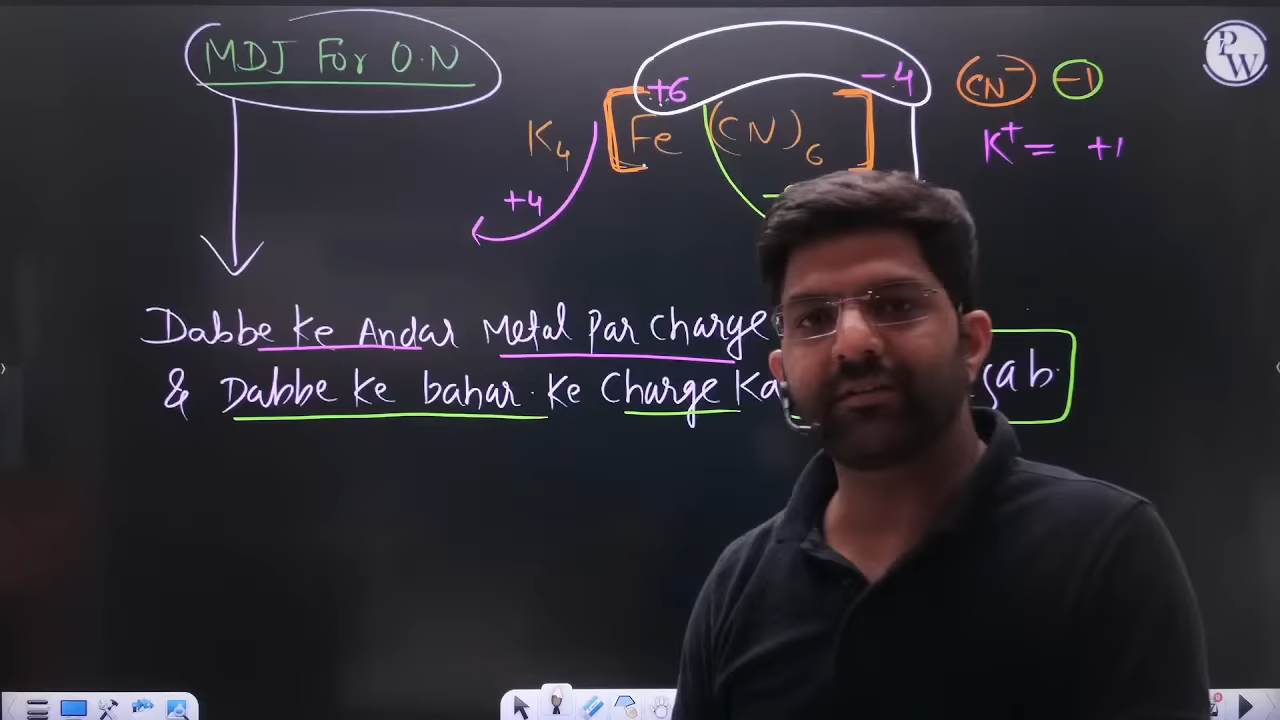 MDJ For O.N
+6 -4
CN⁻ -1
K₄ [Fe (CN)₆]
K⁺ = +1
+4
Dabbe Ke Andar Metal Par Charge
& Dabbe Ke bahar Ke Charge Ka
PW